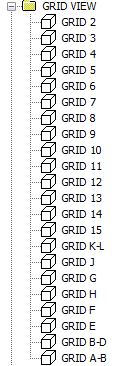 GRID VIEW
GRID 2
GRID 3
GRID 4
GRID 5
GRID 6
GRID 7
GRID 8
GRID 9
GRID 10
GRID 11
GRID 12
GRID 13
GRID 14
GRID 15
GRID K-L
GRID J
GRID G
GRID H
GRID F
GRID E
GRID B-D
GRID A-B